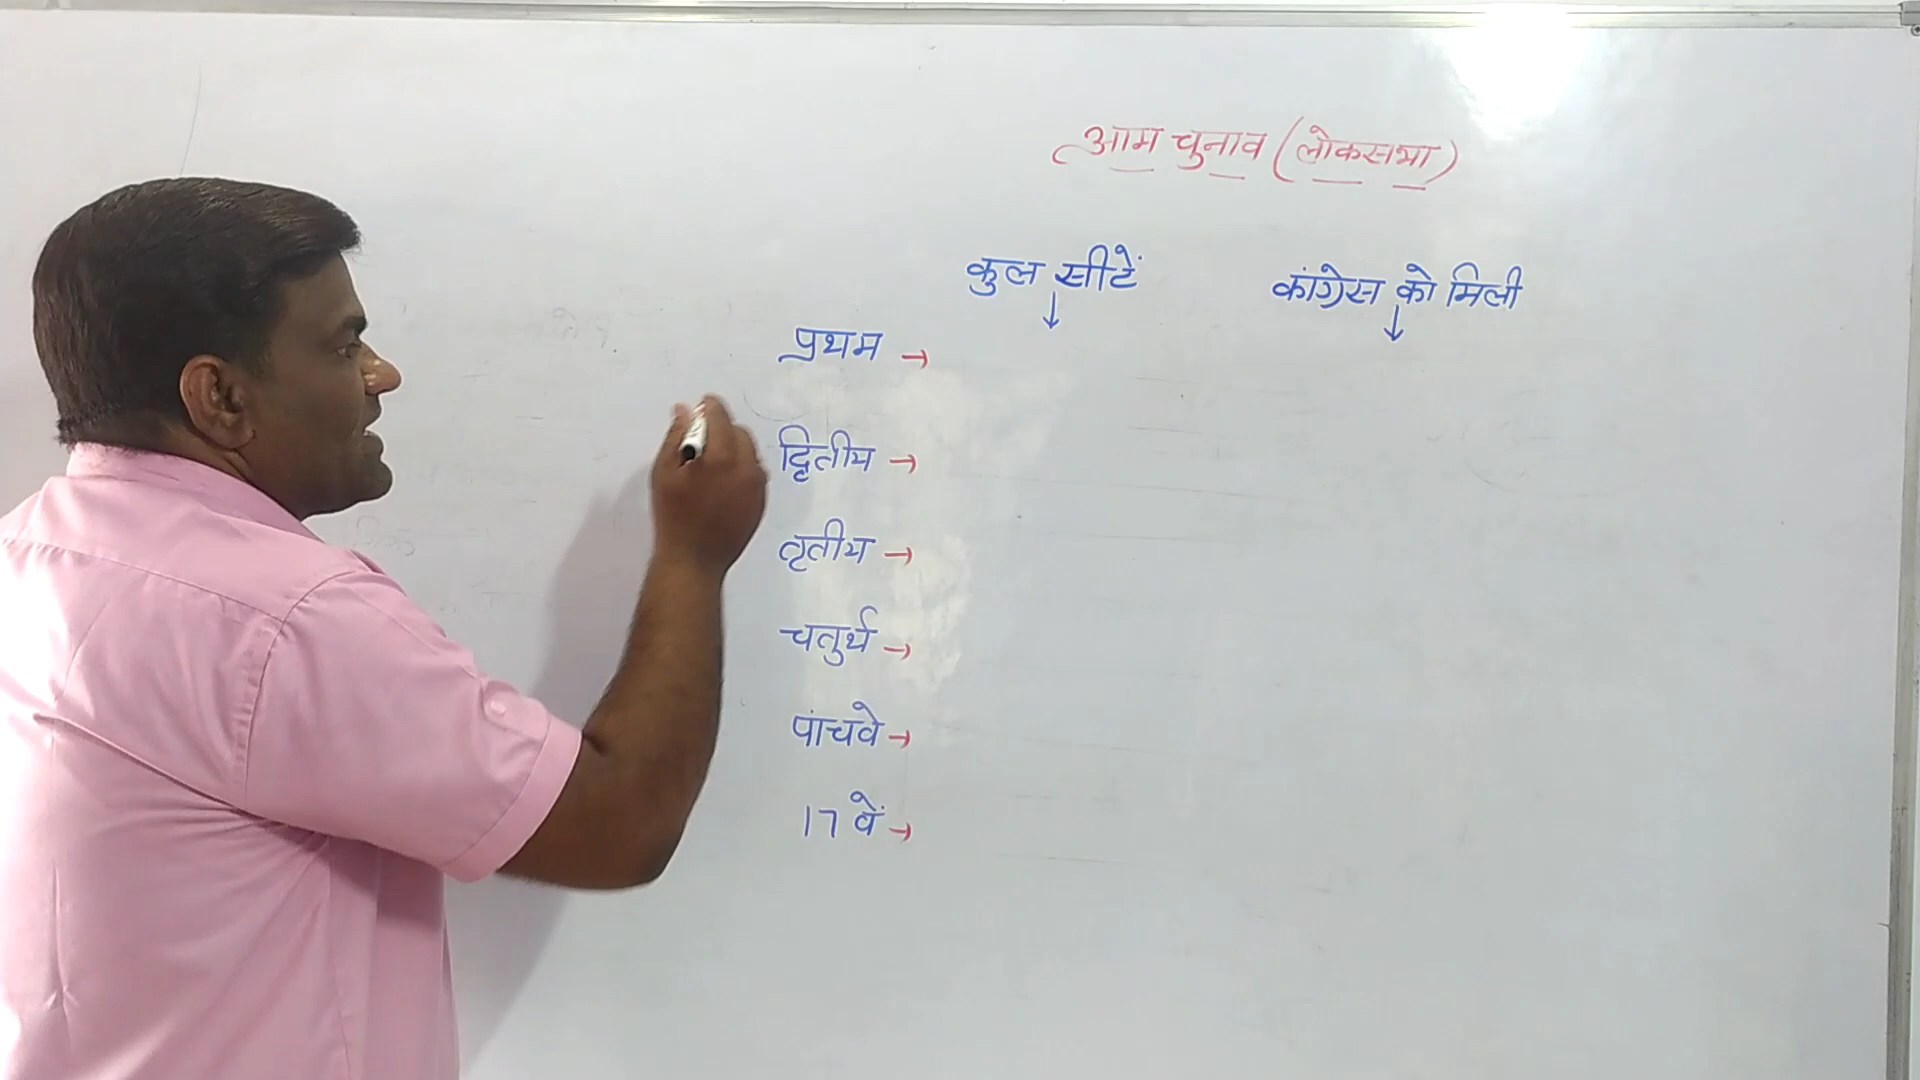 आम चुनाव (लोकसभा)
कुल सीटें कांग्रेस को मिली
↓ ↓
प्रथम →
द्वितीय →
तृतीय →
चतुर्थ →
पांचवे →
17 वें →